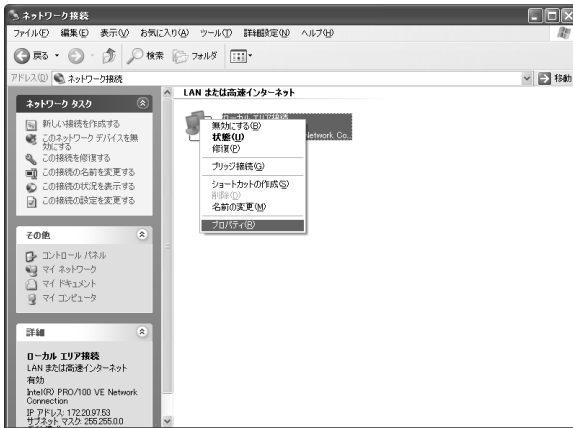 ネットワーク接続
ファイル(F) 編集(E) 表示(V) お気に入り(A) ツール(T) 詳細設定(N) ヘルプ(H)
戻る 検索 フォルダ
アドレス(D) ネットワーク接続 移動
ネットワーク タスク
新しい接続を作成する
このネットワーク デバイスを無
効にする
この接続を修復する
この接続の名前を変更する
この接続の状況を表示する
この接続の設定を変更する
その他
コントロール パネル
マイ ネットワーク
マイ ドキュメント
マイ コンピュータ
詳細
ローカル エリア接続
LAN または高速インターネット
有効
Intel(R) PRO/100 VE Network
Connection
IP アドレス: 172.20.97.53
サブネット マスク: 255.255.0.0
LAN または高速インターネット
ローカル エリア接続
Network Co...
無効にする(B)
状態(U)
修復(P)
ブリッジ接続(G)
ショートカットの作成(S)
削除(D)
名前の変更(M)
プロパティ(R)